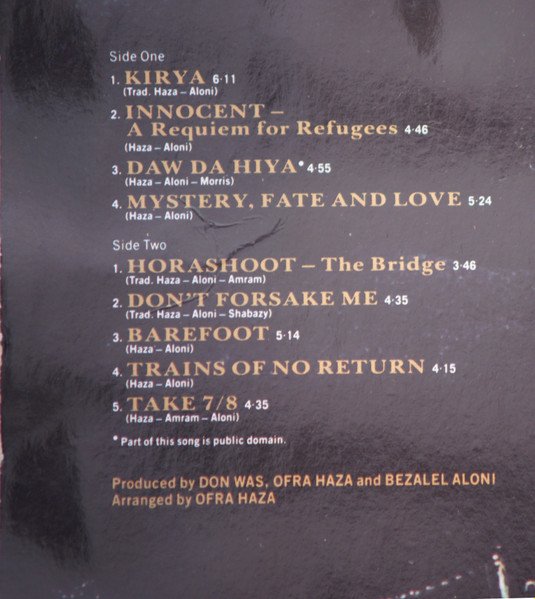 Side One
1. KIRYA 6·11
(Trad. Haza – Aloni)
2. INNOCENT –
A Requiem for Refugees 4·46
(Haza – Aloni)
3. DAW DA HIYA* 4·55
(Haza – Aloni – Morris)
4. MYSTERY, FATE AND LOVE 5·24
(Haza – Aloni)
Side Two
1. HORASHOOT – The Bridge 3·46
(Trad. Haza – Aloni – Amram)
2. DON'T FORSAKE ME 4·35
(Trad. Haza – Aloni – Shabazy)
3. BAREFOOT 5·14
(Haza – Aloni)
4. TRAINS OF NO RETURN 4·15
(Haza – Aloni)
5. TAKE 7/8 4·35
(Haza – Amram – Aloni)
* Part of this song is public domain.
Produced by DON WAS, OFRA HAZA and BEZALEL ALONI
Arranged by OFRA HAZA